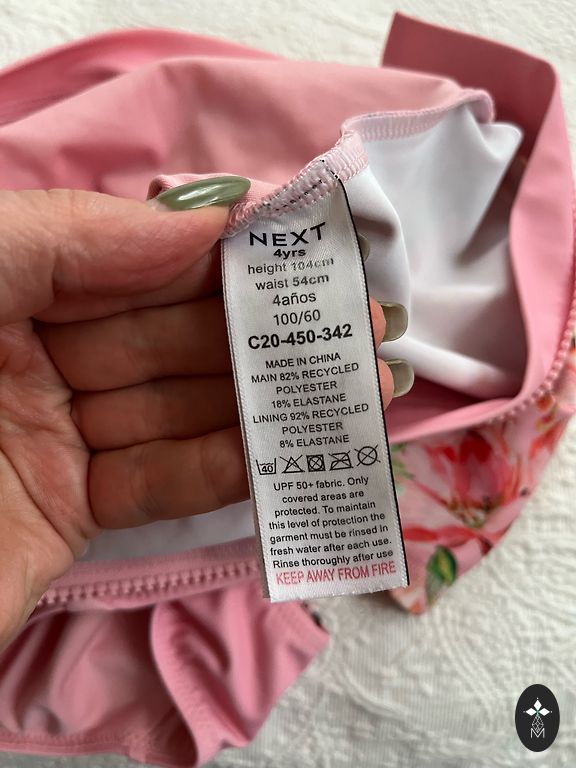 NEXT
4yrs
height 104cm
waist 54cm
4años
100/60
C20-450-342
MADE IN CHINA
MAIN 82% RECYCLED
POLYESTER
18% ELASTANE
LINING 92% RECYCLED
POLYESTER
8% ELASTANE
40
UPF 50+ fabric. Only
covered areas are
protected. To maintain
this level of protection the
garment must be rinsed in
fresh water after each use.
Rinse thoroughly after use
KEEP AWAY FROM FIRE
M